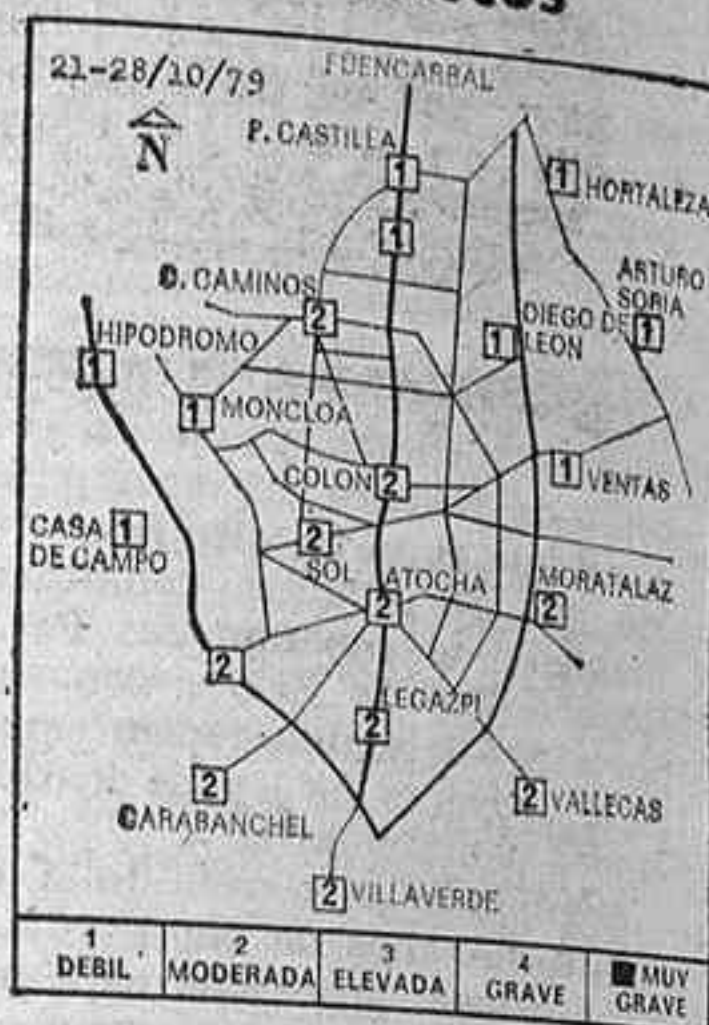 21-28/10/79
N
FUENCARRAL
P. CASTILLA
1
1
1 HORTALEZA
C. CAMINOS
2
ARTURO
SORIA 1
DIEGO DE
1 LEON
HIPODROMO
1
1 MONCLOA
COLON 2
1 VENTAS
CASA 1
DE CAMPO
2
SOL
ATOCHA
2
MORATALAZ
2
2
LEGAZPI
2
2
CARABANCHEL
2 VALLECAS
2 VILLAVERDE
1
DEBIL
2
MODERADA
3
ELEVADA
4
GRAVE
MUY
GRAVE